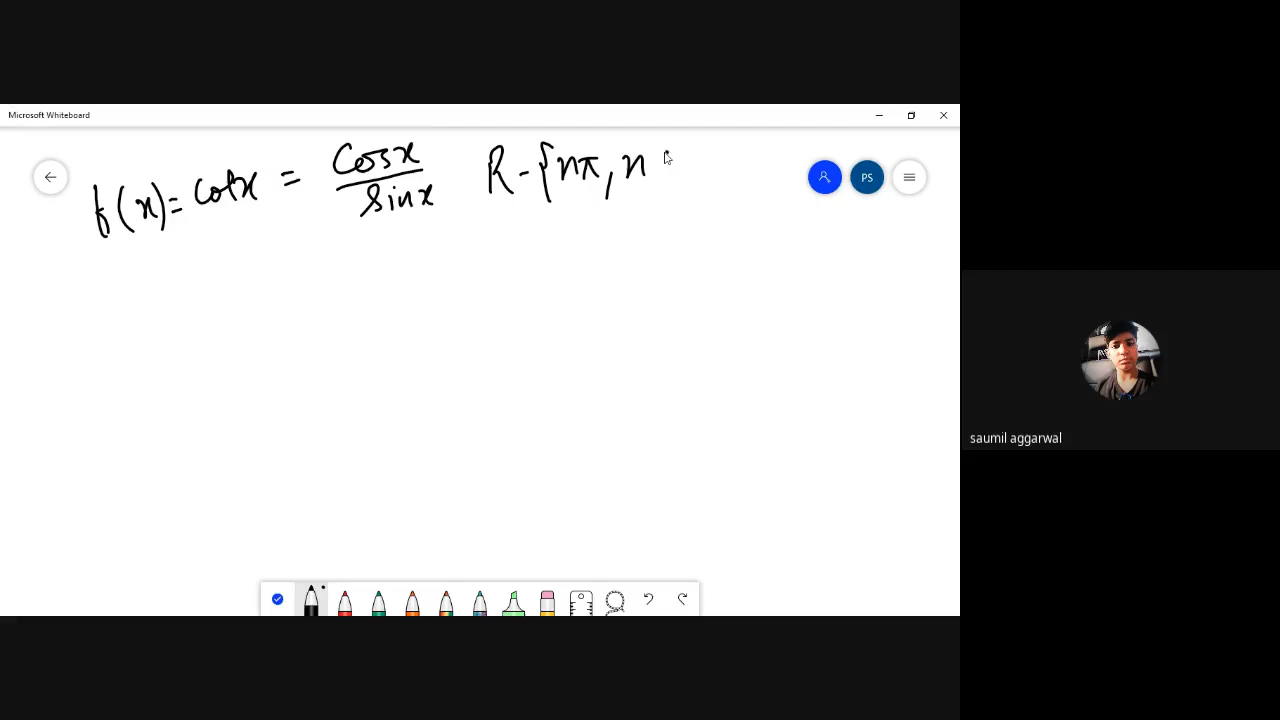 Microsoft Whiteboard
f(x) = cotx = cosx/sinx R - {nπ, n
PS
saumil aggarwal